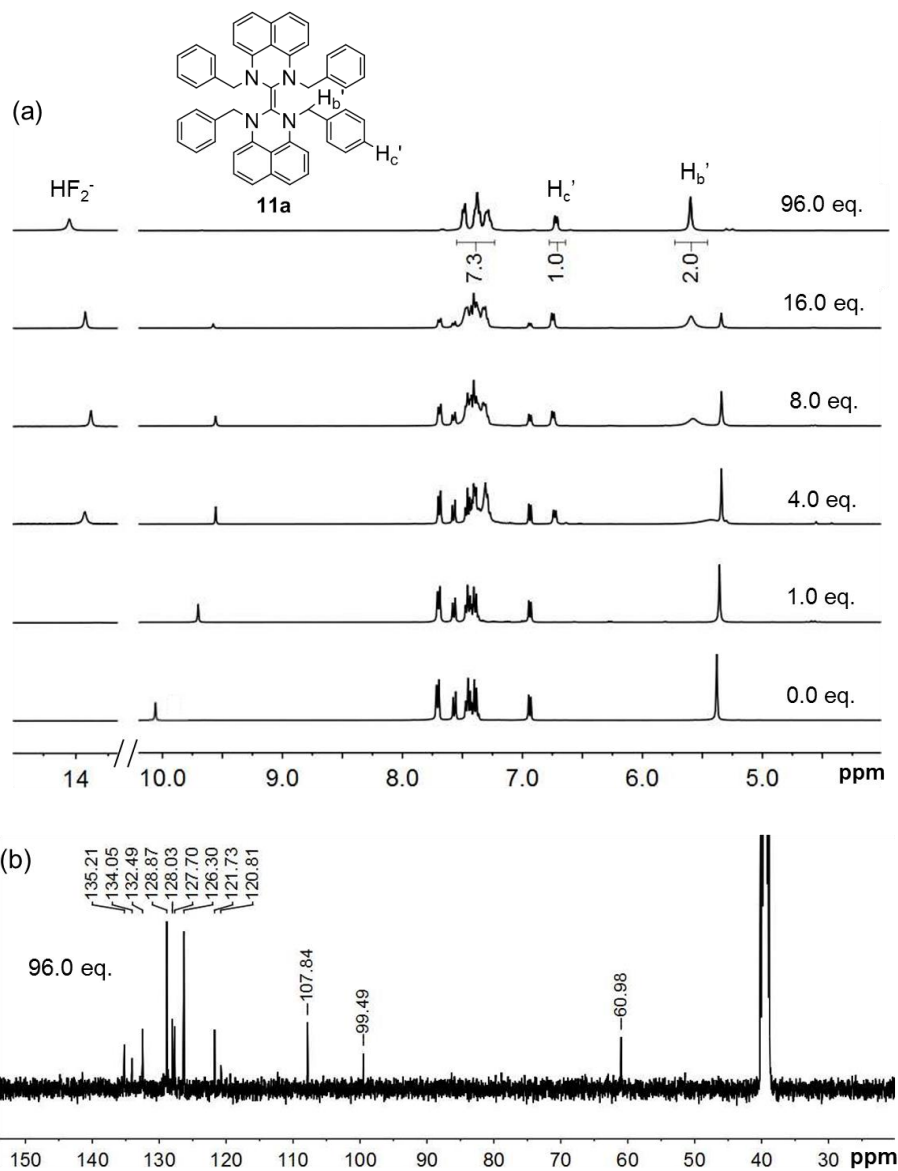 (a)
N
N
H_b'
N
N
H_c'
11a
HF₂⁻
H_c'
H_b'
96.0 eq.
7.3
1.0
2.0
16.0 eq.
8.0 eq.
4.0 eq.
1.0 eq.
0.0 eq.
14 10.0 9.0 8.0 7.0 6.0 5.0 ppm
(b)
135.21
134.05
132.49
128.87
128.03
127.70
126.30
121.73
120.81
96.0 eq.
107.84
99.49
60.98
150 140 130 120 110 100 90 80 70 60 50 40 30 ppm